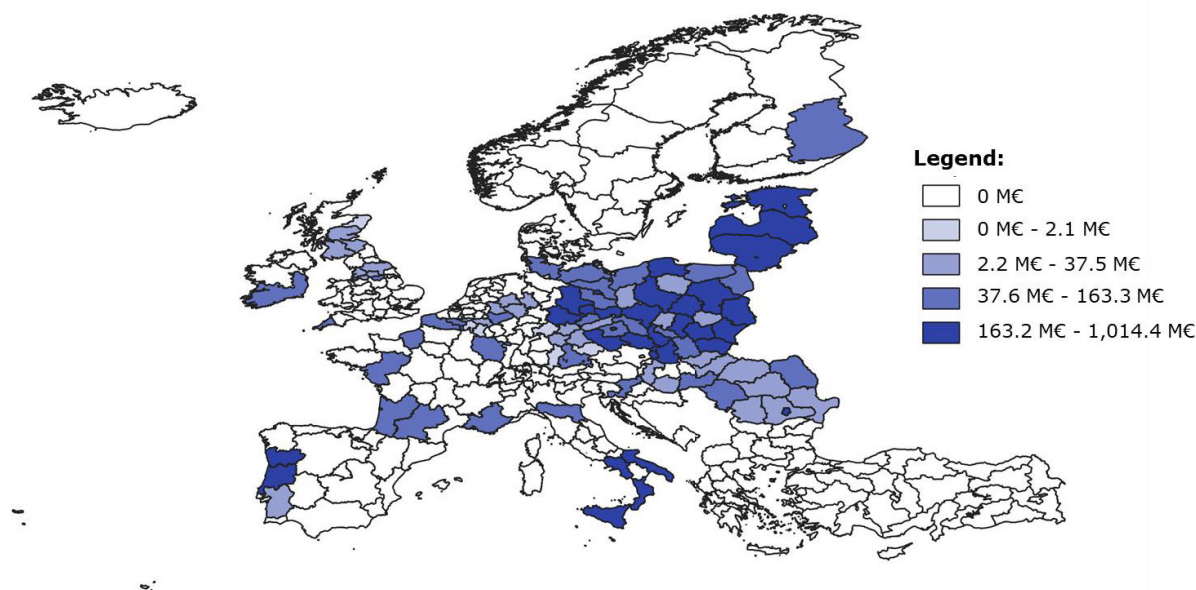 Legend:
0 M€
0 M€ - 2.1 M€
2.2 M€ - 37.5 M€
37.6 M€ - 163.3 M€
163.2 M€ - 1,014.4 M€